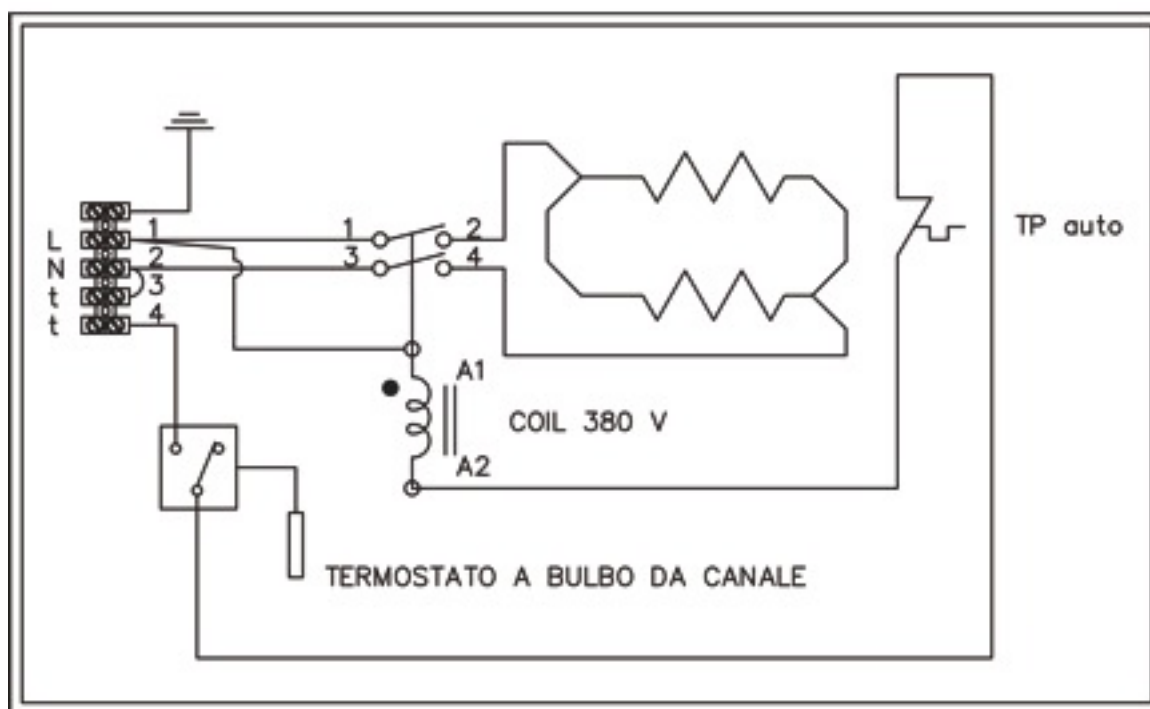 L 1 1 2
N 2 3 4
t 3
t 4
TP auto
A1
COIL 380 V
A2
TERMOSTATO A BULBO DA CANALE